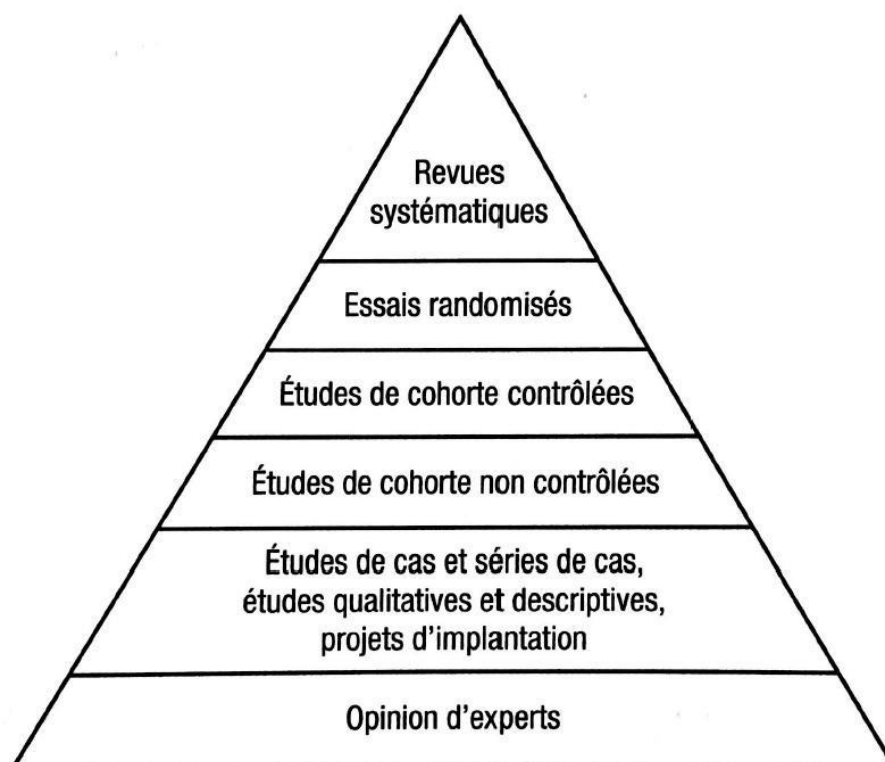 Revues
systématiques
Essais randomisés
Études de cohorte contrôlées
Études de cohorte non contrôlées
Études de cas et séries de cas,
études qualitatives et descriptives,
projets d'implantation
Opinion d'experts